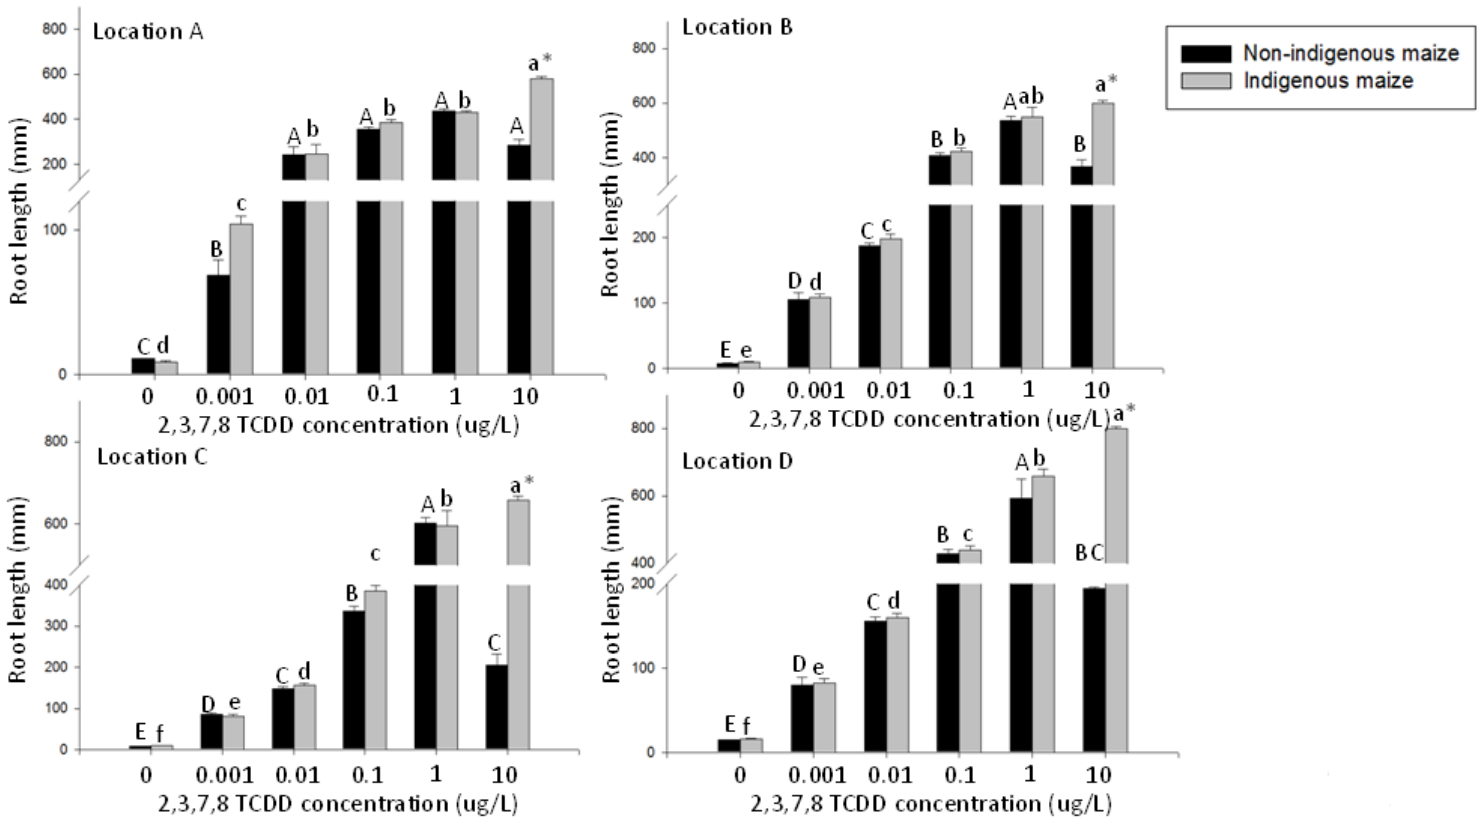 Location A
Root length (mm)
800
600
400
200
100
0
C d
B c
A b
A b
A b
A a*
0 0.001 0.01 0.1 1 10
2,3,7,8 TCDD concentration (ug/L)
Location B
Root length (mm)
800
600
400
200
100
0
E e
D d
C c
B b
A ab
B a*
0 0.001 0.01 0.1 1 10
2,3,7,8 TCDD concentration (ug/L)
Non-indigenous maize
Indigenous maize
Location C
Root length (mm)
800
600
400
300
200
100
0
E f
D e
C d
B c
A b
C a*
0 0.001 0.01 0.1 1 10
2,3,7,8 TCDD concentration (ug/L)
Location D
Root length (mm)
800
600
400
200
100
0
E f
D e
C d
B c
A b
BC a*
0 0.001 0.01 0.1 1 10
2,3,7,8 TCDD concentration (ug/L)